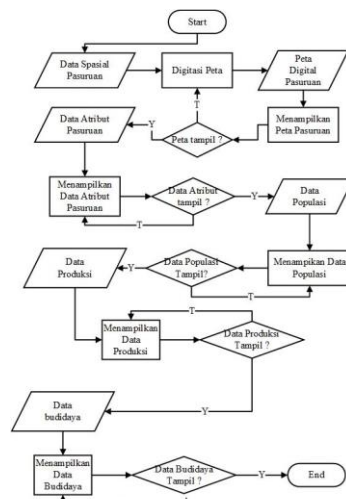 Start
Data Spasial
Pasuruan
Digitasi Peta
Peta
Digital
Pasuruan
T
Data Atribut
Pasuruan
Y
Peta tampil ?
Menampilkan
Peta Pasuruan
Menampilkan
Data Atribut
Pasuruan
Data Atribut
tampil ?
Y
Data
Populasi
T
Data
Produksi
Y
Data Populast
Tampil?
Menampikan Data
Populasi
T
T
Menampilkan
Data
Produksi
Data Produksi
Tampil ?
Data
budidaya
Y
Menampilkan
Data
Budidaya
Data Budidaya
Tampil ?
Y
End